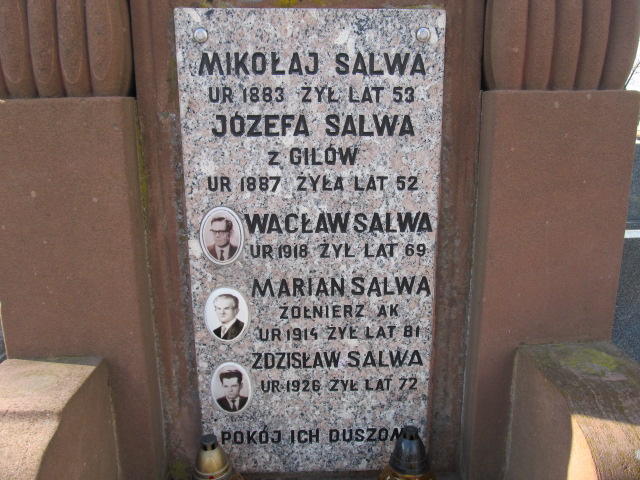 MIKOŁAJ SALWA
UR 1883 ŻYŁ LAT 53
JÓZEFA SALWA
Z GILÓW
UR 1887 ŻYŁA LAT 52
WACŁAW SALWA
UR 1918 ŻYŁ LAT 69
MARIAN SALWA
ŻOŁNIERZ AK
UR 1914 ŻYŁ LAT 81
ZDZISŁAW SALWA
UR 1926 ŻYŁ LAT 72
POKÓJ ICH DUSZOM